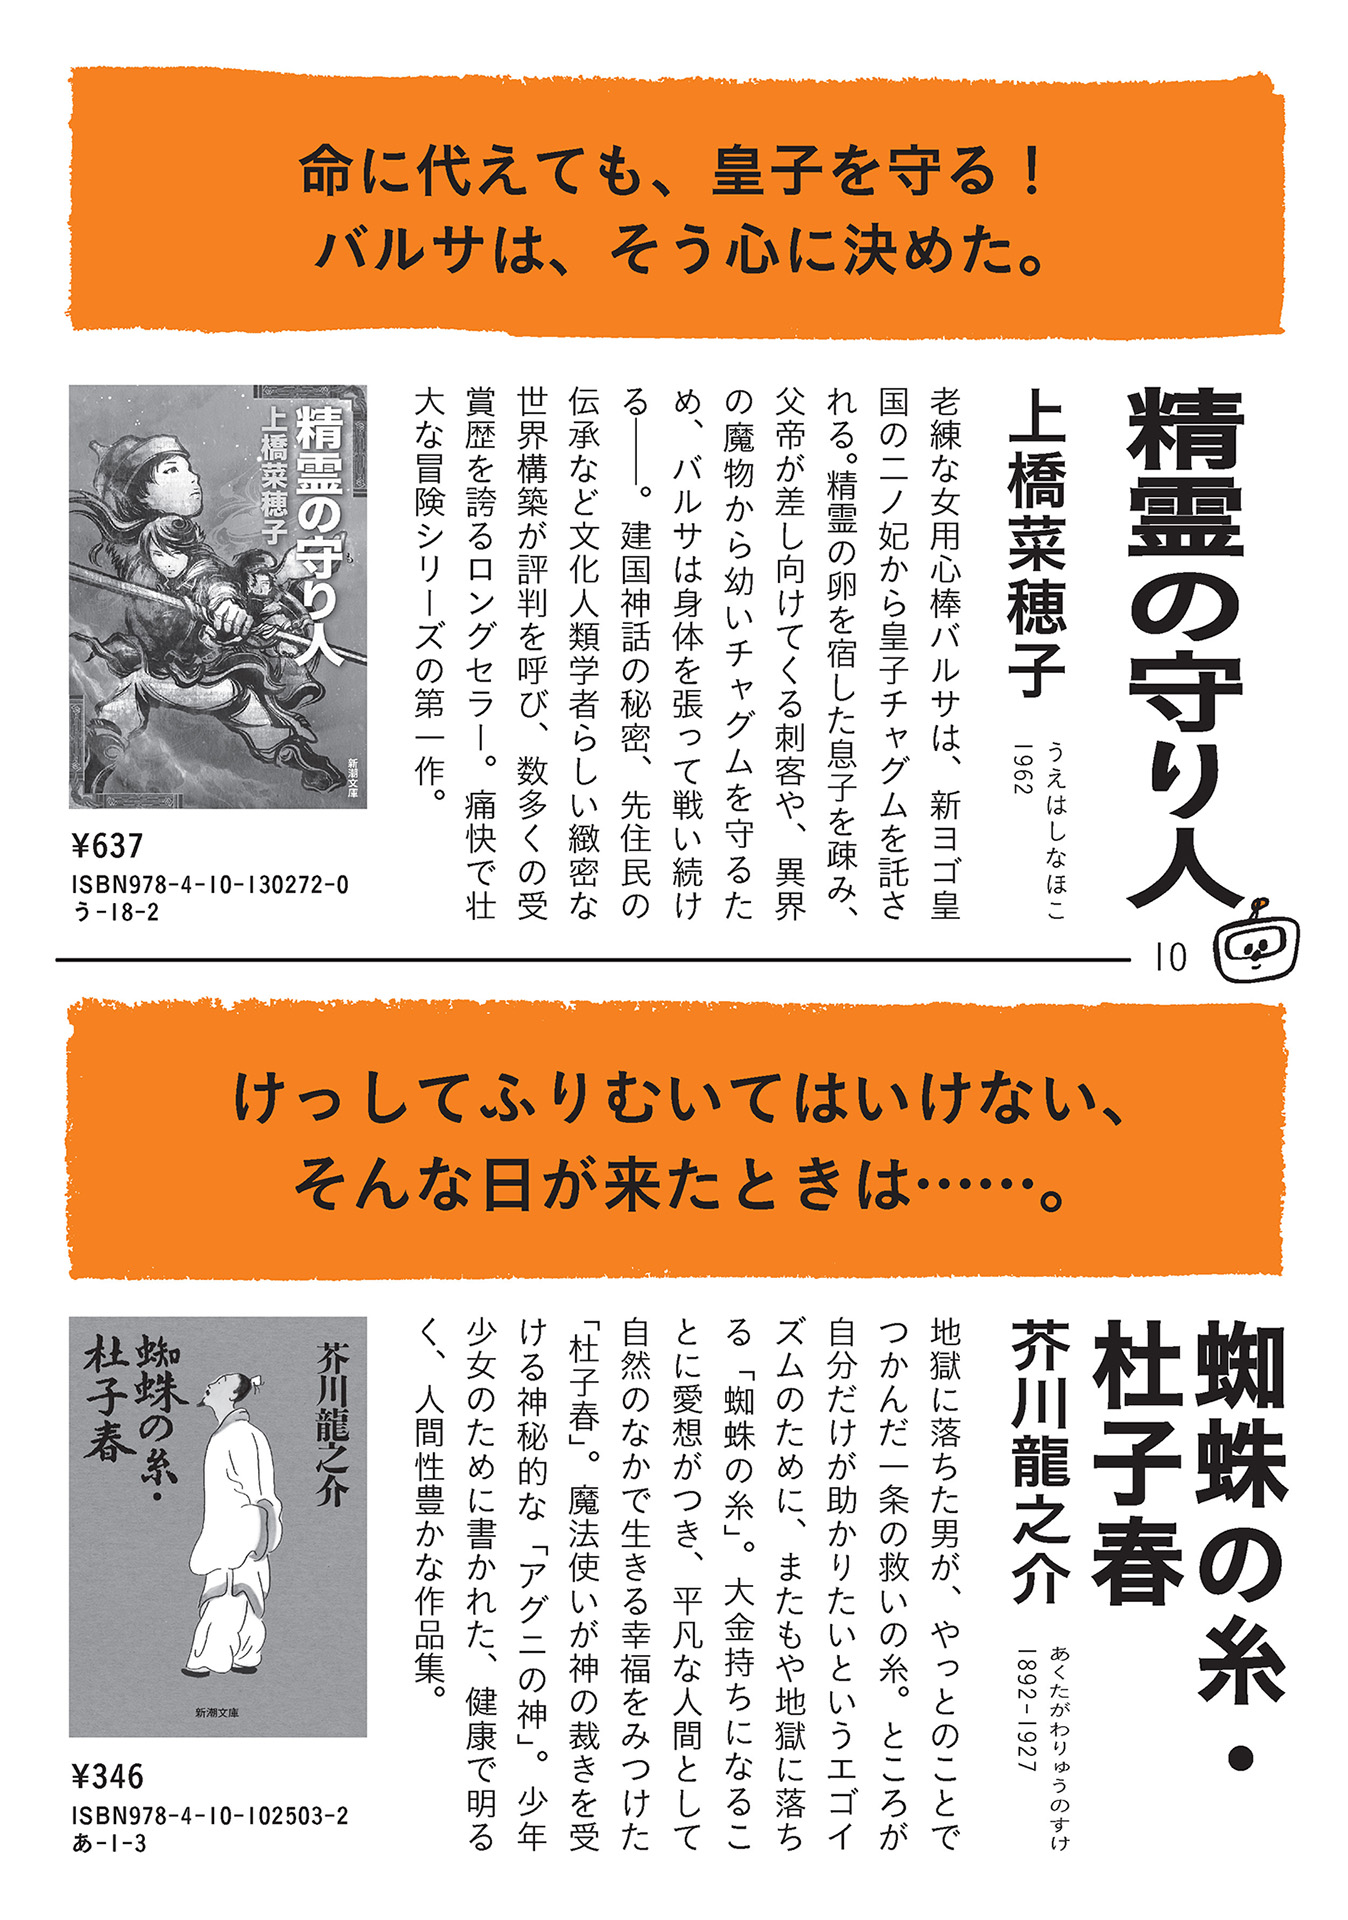 命に代えても、皇子を守る！
バルサは、そう心に決めた。
精霊の守り人
上橋菜穂子
うえはしなほこ
1962
老練な女用心棒バルサは、新ヨゴ皇
国の二ノ妃から皇子チャグムを託さ
れる。精霊の卵を宿した息子を疎み、
父帝が差し向けてくる刺客や、異界
の魔物から幼いチャグムを守るた
め、バルサは身体を張って戦い続け
る――。建国神話の秘密、先住民の
伝承など文化人類学者らしい緻密な
世界構築が評判を呼び、数多くの受
賞歴を誇るロングセラー。痛快で壮
大な冒険シリーズの第一作。
精霊の守り人
上橋菜穂子
新潮文庫
¥637
ISBN978-4-10-130272-0
う-18-2
10
けっしてふりむいてはいけない、
そんな日が来たときは……。
蜘蛛の糸・
杜子春
芥川龍之介
あくたがわりゅうのすけ
1892-1927
地獄に落ちた男が、やっとのことで
つかんだ一条の救いの糸。ところが
自分だけが助かりたいというエゴイ
ズムのために、またもや地獄に落ち
る「蜘蛛の糸」。大金持ちになるこ
とに愛想がつき、平凡な人間として
自然のなかで生きる幸福をみつけた
「杜子春」。魔法使いが神の裁きを受
ける神秘的な「アグニの神」。少年
少女のために書かれた、健康で明る
く、人間性豊かな作品集。
芥川龍之介
蜘蛛の糸・
杜子春
新潮文庫
¥346
ISBN978-4-10-102503-2
あ-1-3